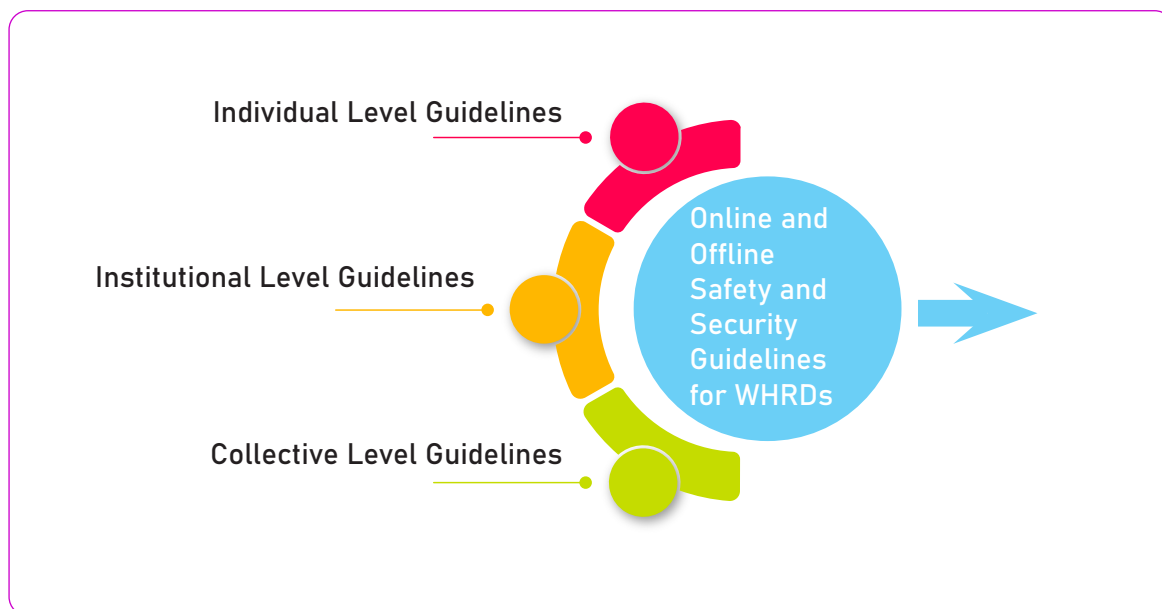 Individual Level Guidelines
Institutional Level Guidelines
Collective Level Guidelines
Online and
Offline
Safety and
Security
Guidelines
for WHRDs